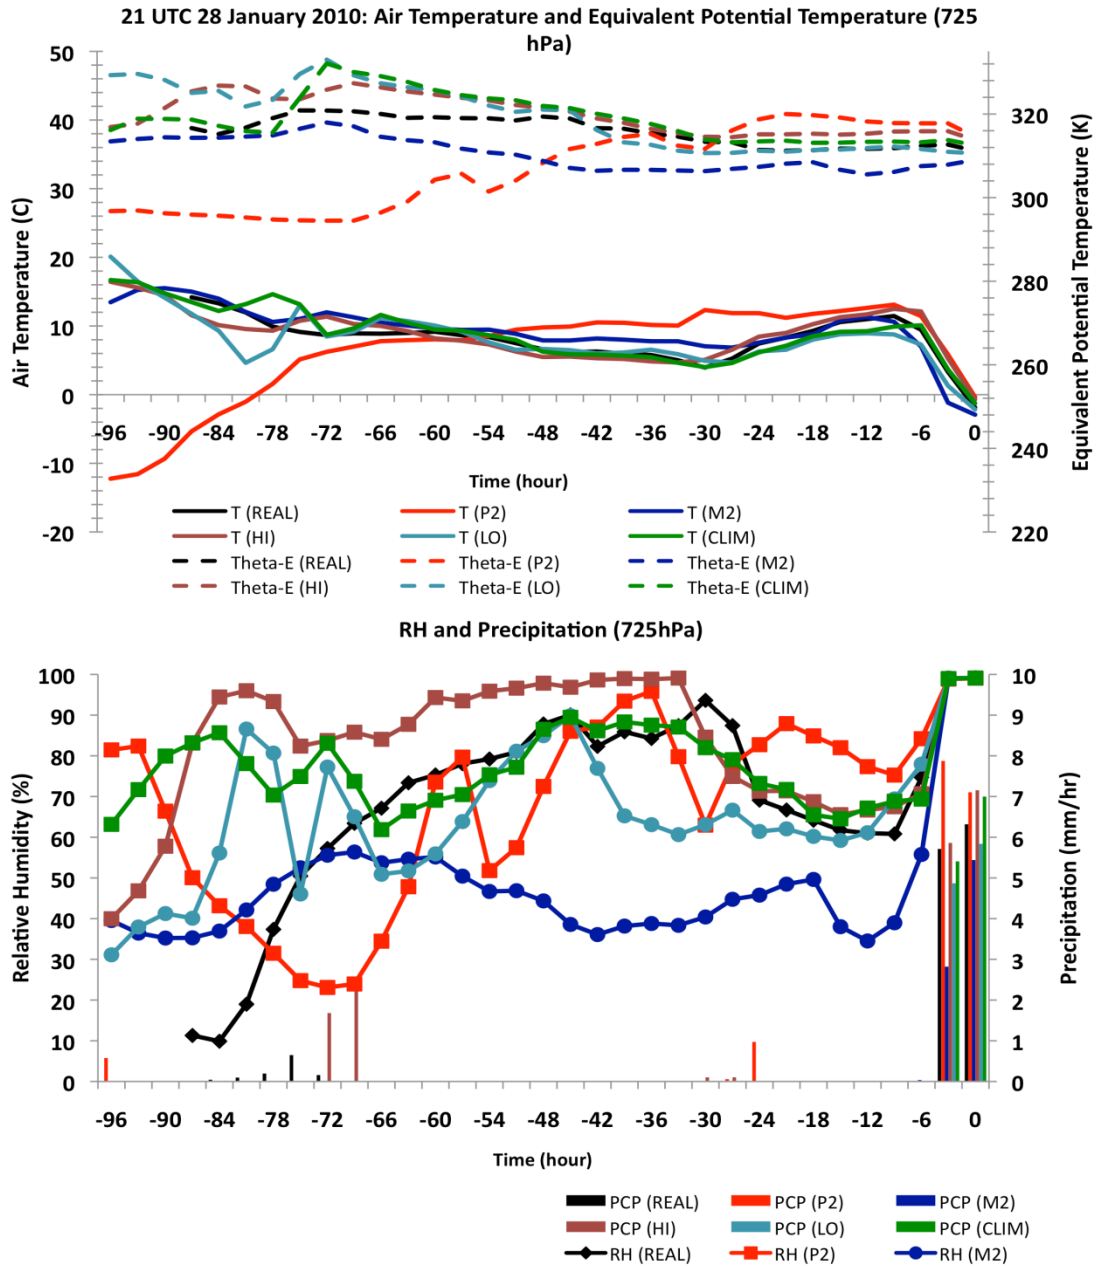 21 UTC 28 January 2010: Air Temperature and Equivalent Potential Temperature (725
hPa)
50
40
30
20
10
0
-10
-20
Air Temperature (C)
320
300
280
260
240
220
Equivalent Potential Temperature (K)
-96 -90 -84 -78 -72 -66 -60 -54 -48 -42 -36 -30 -24 -18 -12 -6 0
Time (hour)
T (REAL) T (P2) T (M2)
T (HI) T (LO) T (CLIM)
Theta-E (REAL) Theta-E (P2) Theta-E (M2)
Theta-E (HI) Theta-E (LO) Theta-E (CLIM)
RH and Precipitation (725hPa)
100
90
80
70
60
50
40
30
20
10
0
Relative Humidity (%)
10
9
8
7
6
5
4
3
2
1
0
Precipitation (mm/hr)
-96 -90 -84 -78 -72 -66 -60 -54 -48 -42 -36 -30 -24 -18 -12 -6 0
Time (hour)
PCP (REAL) PCP (P2) PCP (M2)
PCP (HI) PCP (LO) PCP (CLIM)
RH (REAL) RH (P2) RH (M2)